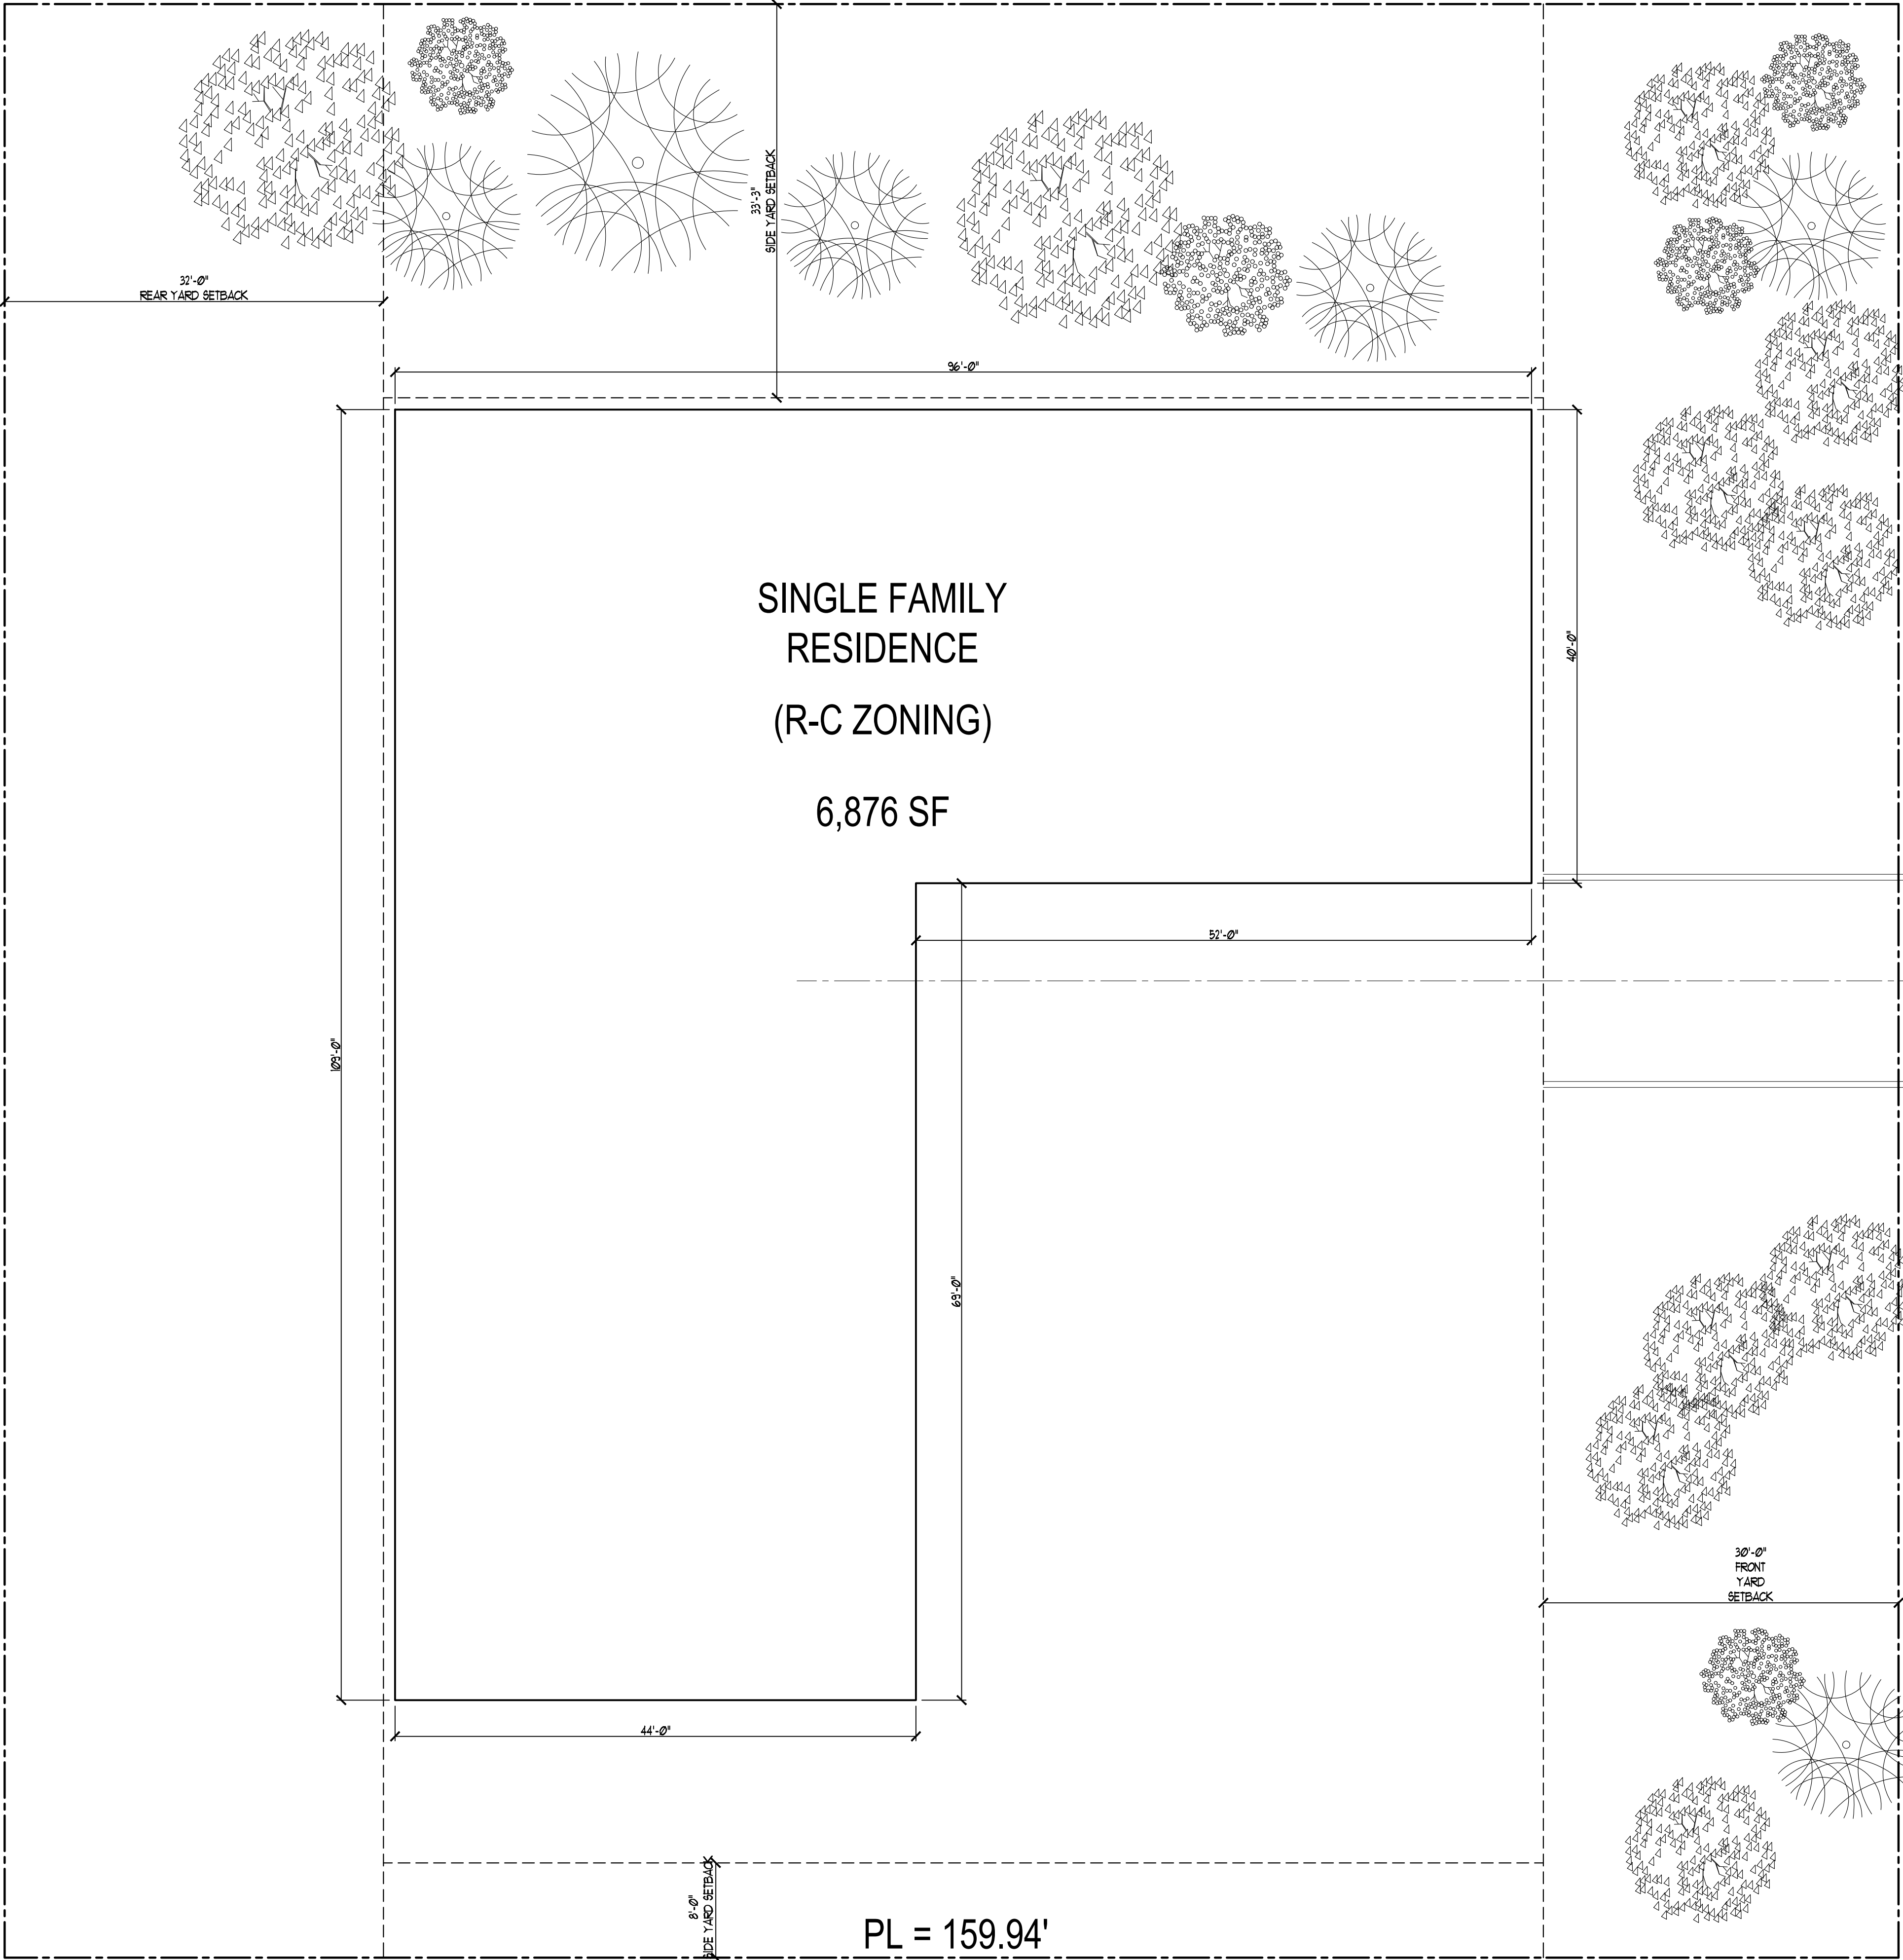 33'-3"
SIDE YARD SETBACK
32'-0"
REAR YARD SETBACK
96'-0"
SINGLE FAMILY
RESIDENCE
(R-C ZONING)
6,876 SF
40'-0"
52'-0"
109'-0"
69'-0"
30'-0"
FRONT
YARD
SETBACK
44'-0"
8'-0"
SIDE YARD SETBACK
PL = 159.94'